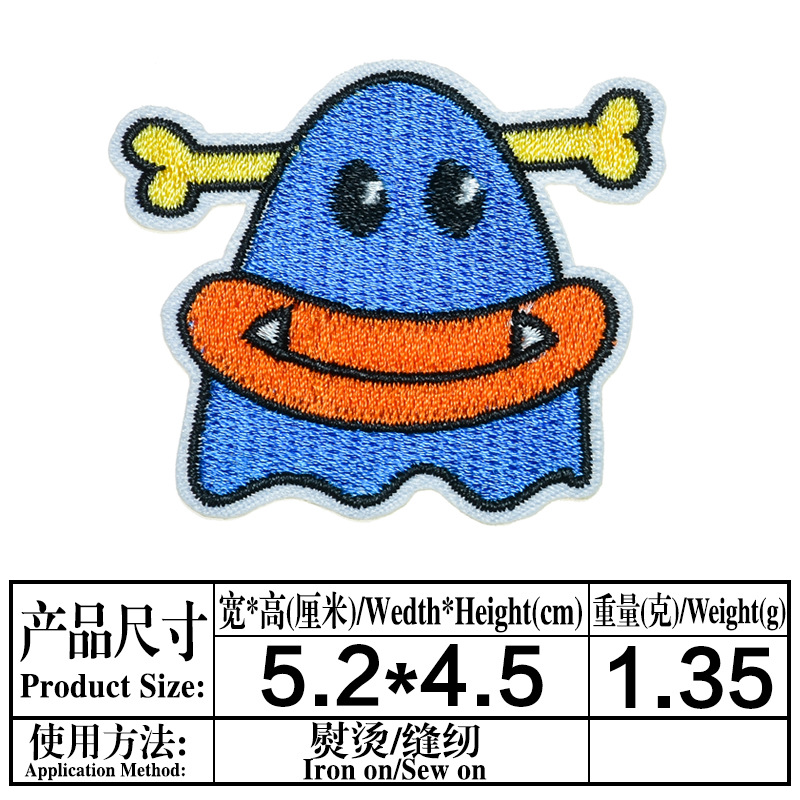 产品尺寸
Product Size:
宽*高(厘米)/Wedth*Height(cm)
重量(克)/Weight(g)
5.2*4.5
1.35
使用方法:
Application Method:
熨烫/缝纫
Iron on/Sew on